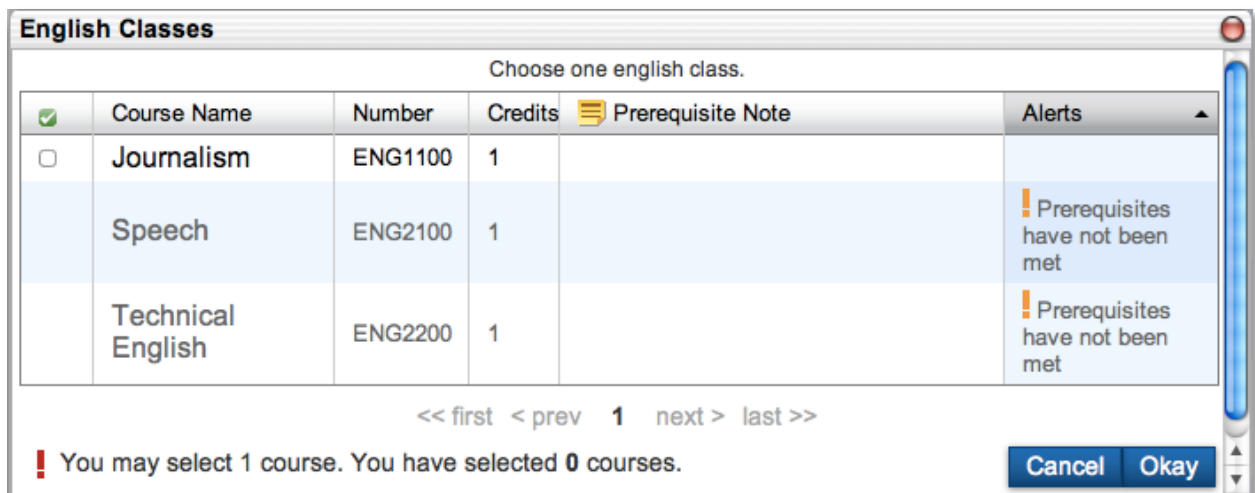 English Classes
Choose one english class.
Course Name Number Credits Prerequisite Note Alerts
Journalism ENG1100 1
Speech ENG2100 1 Prerequisites
have not been
met
Technical
English ENG2200 1 Prerequisites
have not been
met
<< first < prev 1 next > last >>
You may select 1 course. You have selected 0 courses.
Cancel Okay